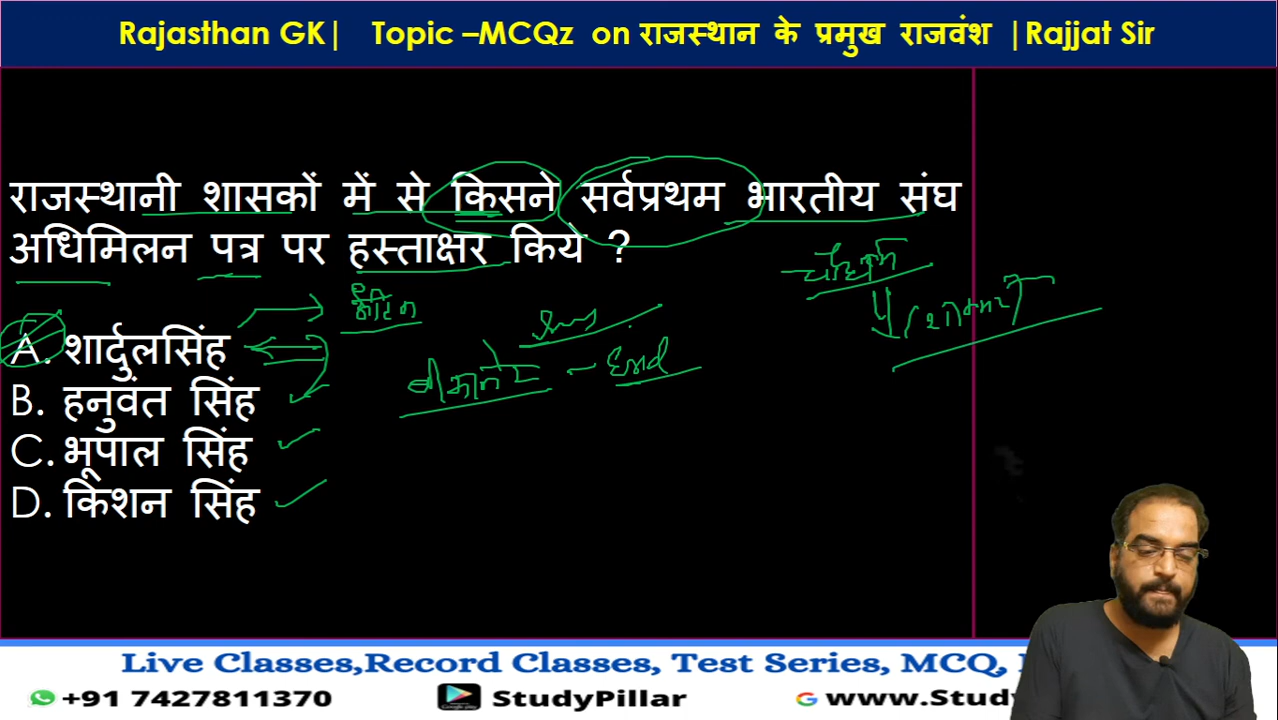 Rajasthan GK| Topic –MCQz on राजस्थान के प्रमुख राजवंश |Rajjat Sir
राजस्थानी शासकों में से किसने सर्वप्रथम भारतीय संघ
अधिमिलन पत्र पर हस्ताक्षर किये ?
A. शार्दुलसिंह
B. हनुवंत सिंह
C. भूपाल सिंह
D. किशन सिंह
बीकानेर - End
Live Classes,Record Classes, Test Series, MCQ,
+91 7427811370 StudyPillar www.Study